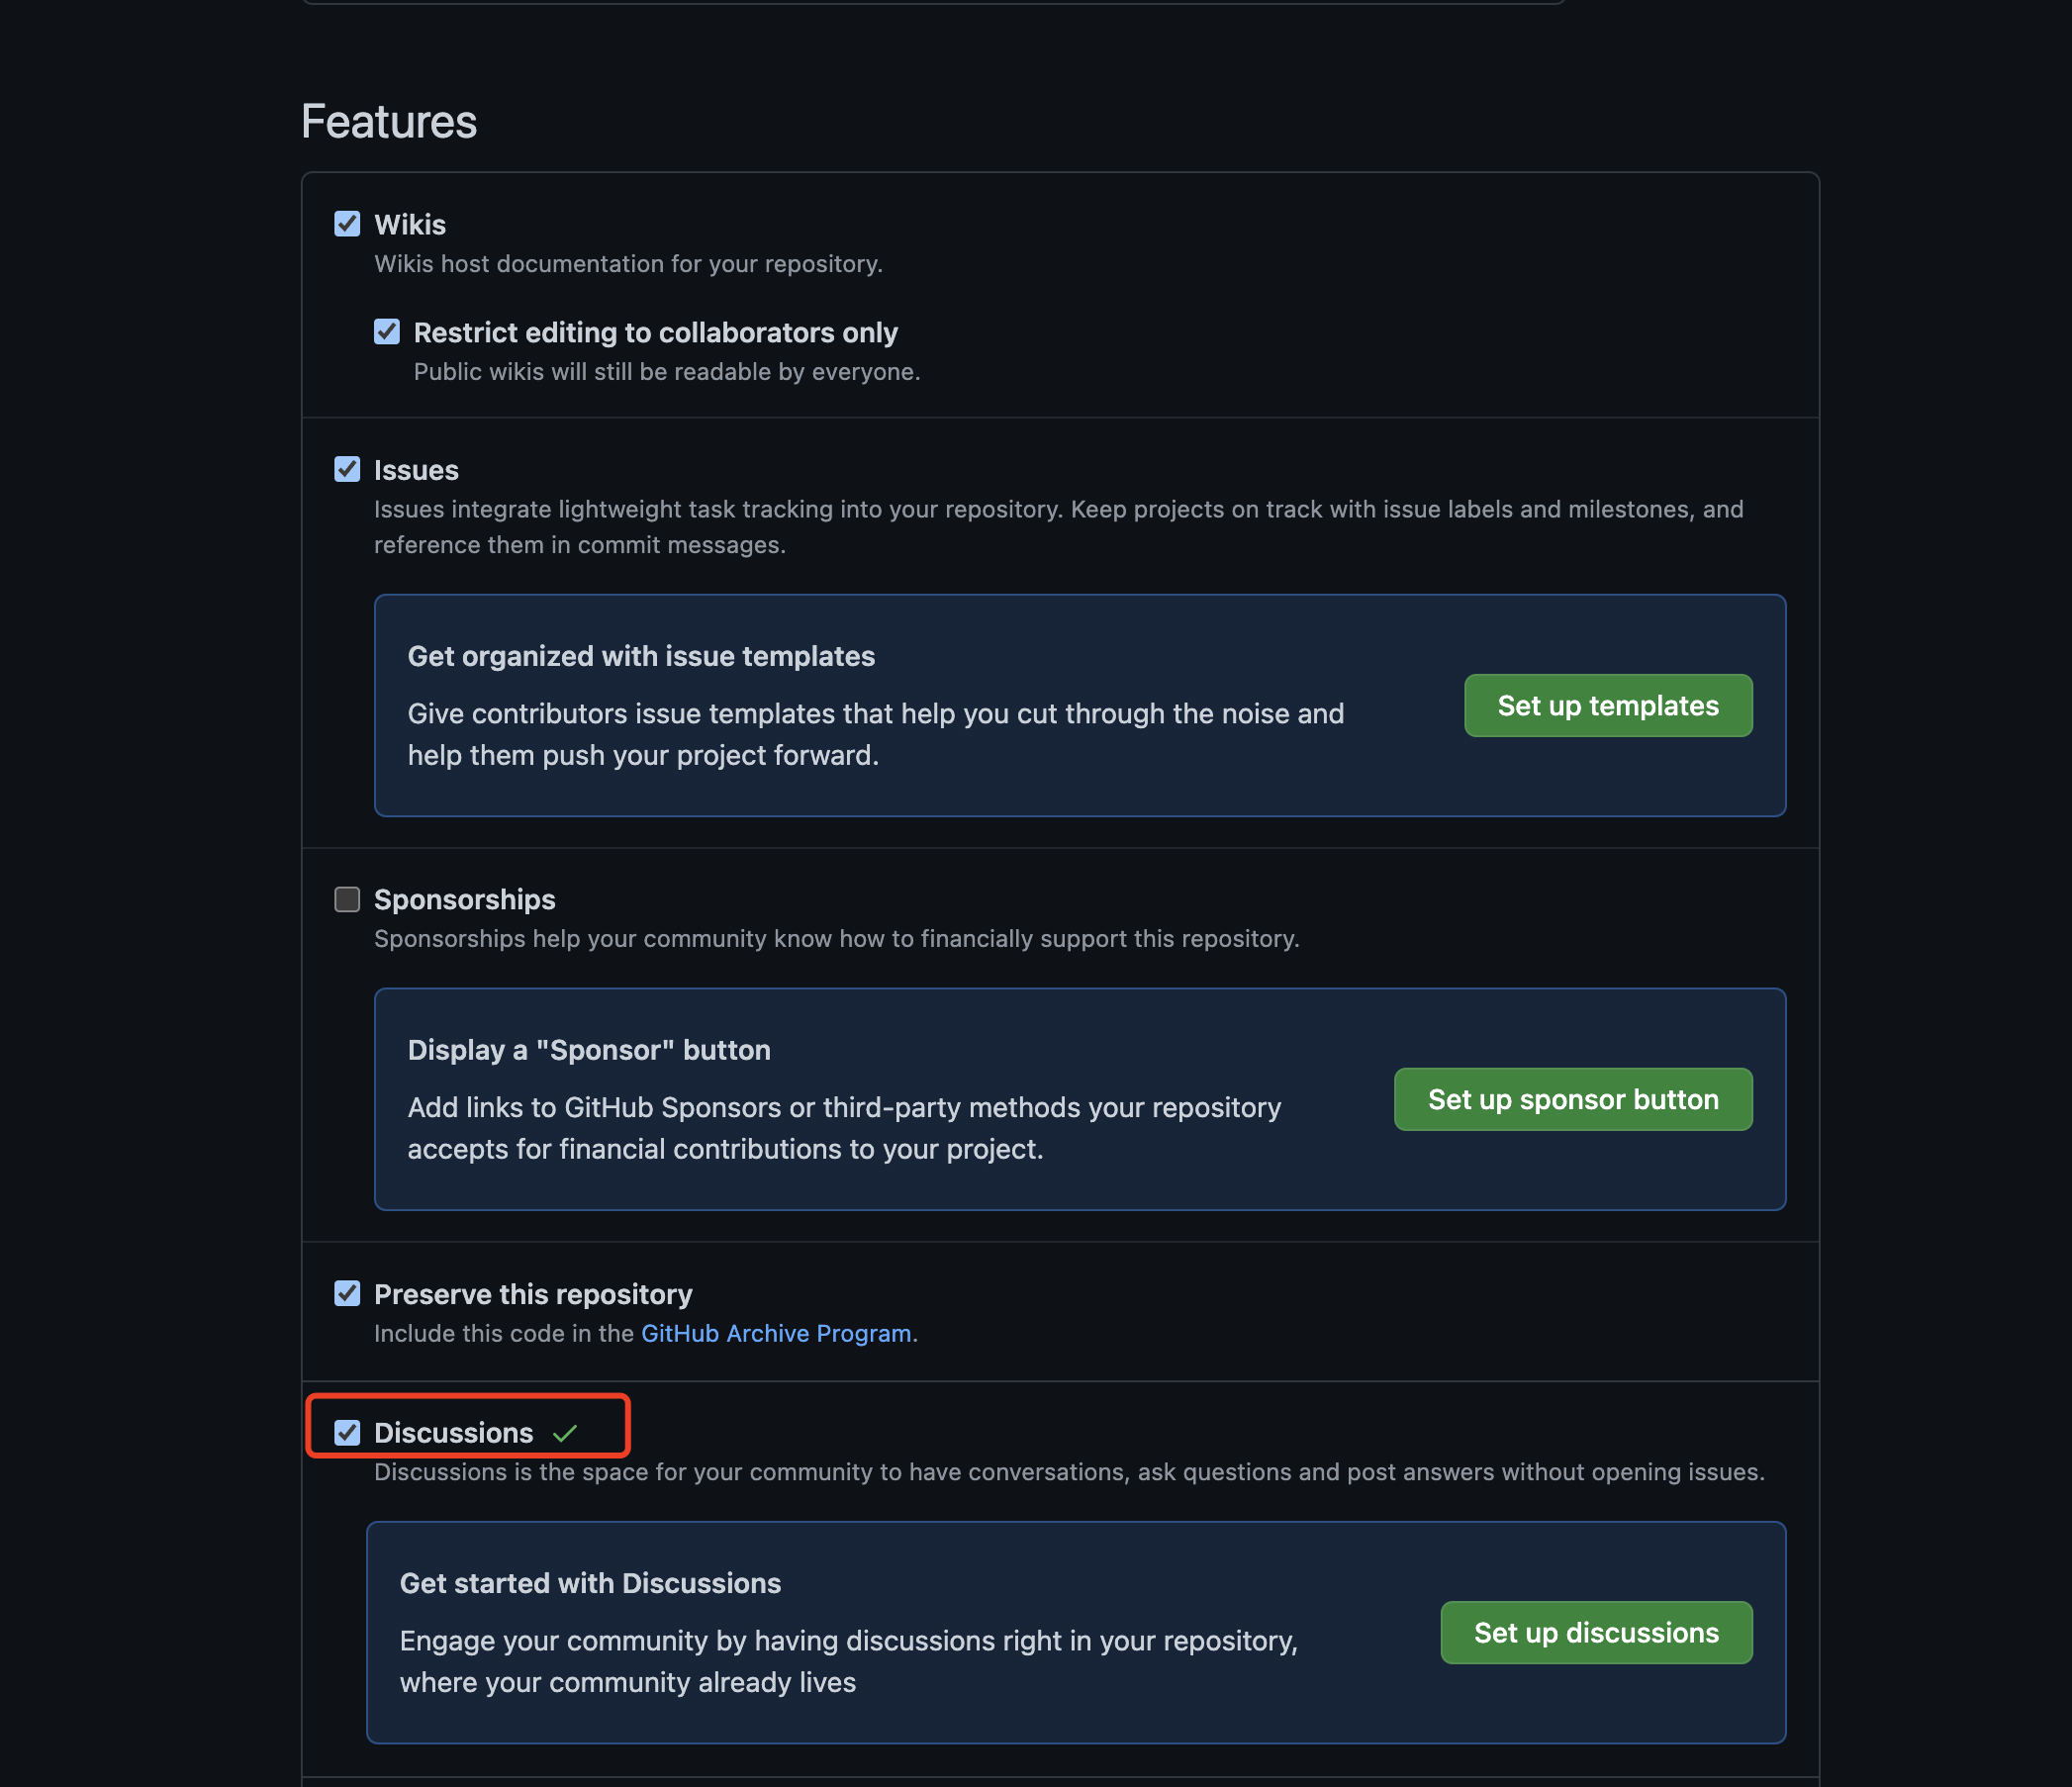 Features
Wikis
Wikis host documentation for your repository.
Restrict editing to collaborators only
Public wikis will still be readable by everyone.
Issues
Issues integrate lightweight task tracking into your repository. Keep projects on track with issue labels and milestones, and
reference them in commit messages.
Get organized with issue templates
Give contributors issue templates that help you cut through the noise and
help them push your project forward.
Set up templates
Sponsorships
Sponsorships help your community know how to financially support this repository.
Display a "Sponsor" button
Add links to GitHub Sponsors or third-party methods your repository
accepts for financial contributions to your project.
Set up sponsor button
Preserve this repository
Include this code in the GitHub Archive Program.
Discussions
Discussions is the space for your community to have conversations, ask questions and post answers without opening issues.
Get started with Discussions
Engage your community by having discussions right in your repository,
where your community already lives
Set up discussions